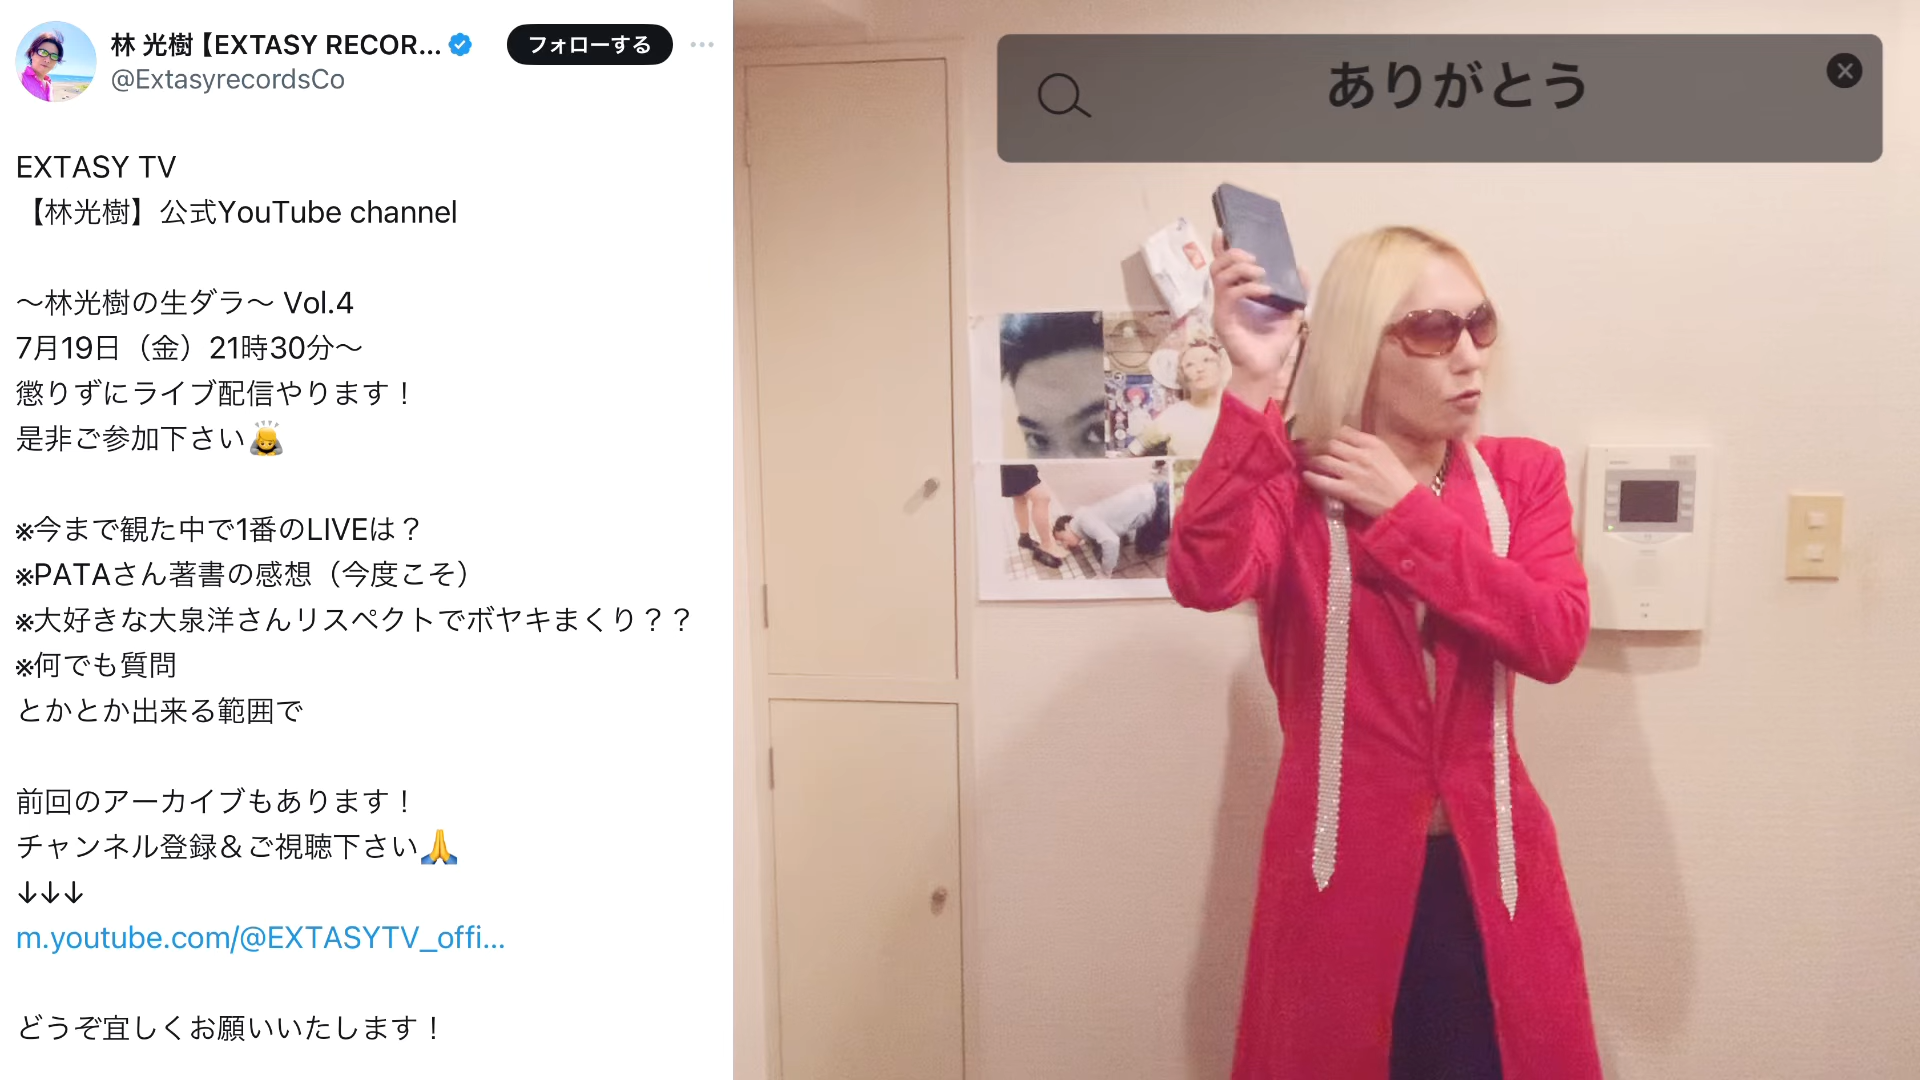 林 光樹【EXTASY RECOR...
フォローする
@ExtasyrecordsCo
EXTASY TV
【林光樹】公式YouTube channel
〜林光樹の生ダラ〜 Vol.4
7月19日（金）21時30分〜
懲りずにライブ配信やります！
是非ご参加下さい🙇
※今まで観た中で1番のLIVEは？
※PATAさん著書の感想（今度こそ）
※大好きな大泉洋さんリスペクトでボヤキまくり？？
※何でも質問
とかとか出来る範囲で
前回のアーカイブもあります！
チャンネル登録＆ご視聴下さい🙏
↓↓↓
m.youtube.com/@EXTASYTV_offi...
どうぞ宜しくお願いいたします！
ありがとう